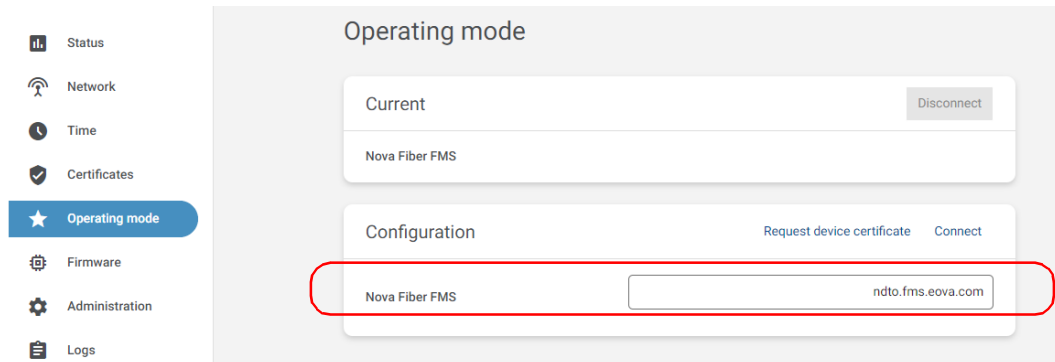 Status
Network
Time
Certificates
Operating mode
Firmware
Administration
Logs
Operating mode
Current
Disconnect
Nova Fiber FMS
Configuration
Request device certificate
Connect
Nova Fiber FMS
ndto.fms.eova.com